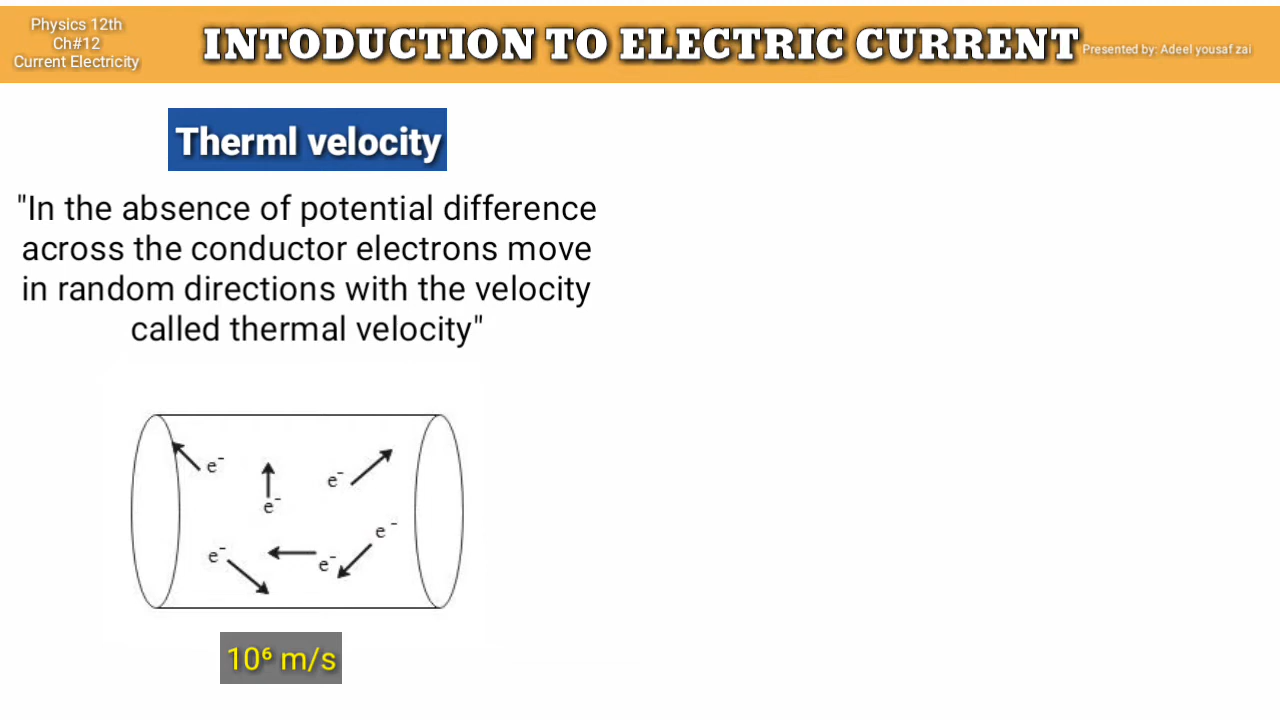 Physics 12th
Ch#12
Current Electricity
INTODUCTION TO ELECTRIC CURRENT
Presented by: Adeel yousaf zai
Therml velocity
"In the absence of potential difference
across the conductor electrons move
in random directions with the velocity
called thermal velocity"
e⁻
e⁻
e⁻
e⁻
e⁻
e⁻
10⁶ m/s